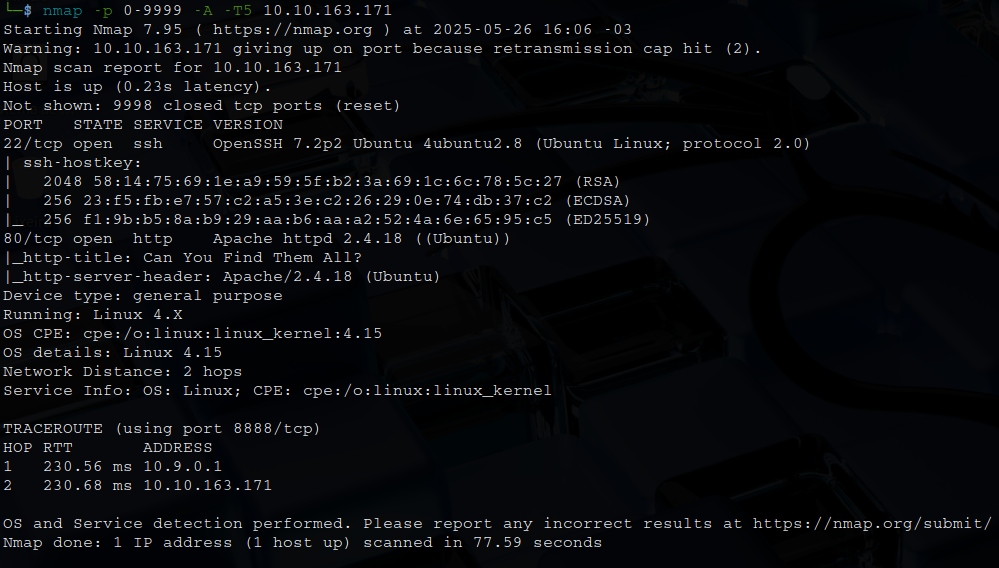 └─$ nmap -p 0-9999 -A -T5 10.10.163.171
Starting Nmap 7.95 ( https://nmap.org ) at 2025-05-26 16:06 -03
Warning: 10.10.163.171 giving up on port because retransmission cap hit (2).
Nmap scan report for 10.10.163.171
Host is up (0.23s latency).
Not shown: 9998 closed tcp ports (reset)
PORT   STATE SERVICE VERSION
22/tcp open  ssh     OpenSSH 7.2p2 Ubuntu 4ubuntu2.8 (Ubuntu Linux; protocol 2.0)
| ssh-hostkey:
|   2048 58:14:75:69:1e:a9:59:5f:b2:3a:69:1c:6c:78:5c:27 (RSA)
|   256 23:f5:fb:e7:57:c2:a5:3e:c2:26:29:0e:74:db:37:c2 (ECDSA)
|_  256 f1:9b:b5:8a:b9:29:aa:b6:aa:a2:52:4a:6e:65:95:c5 (ED25519)
80/tcp open  http    Apache httpd 2.4.18 ((Ubuntu))
|_http-title: Can You Find Them All?
|_http-server-header: Apache/2.4.18 (Ubuntu)
Device type: general purpose
Running: Linux 4.X
OS CPE: cpe:/o:linux:linux_kernel:4.15
OS details: Linux 4.15
Network Distance: 2 hops
Service Info: OS: Linux; CPE: cpe:/o:linux:linux_kernel
TRACEROUTE (using port 8888/tcp)
HOP RTT       ADDRESS
1   230.56 ms 10.9.0.1
2   230.68 ms 10.10.163.171
OS and Service detection performed. Please report any incorrect results at https://nmap.org/submit/
Nmap done: 1 IP address (1 host up) scanned in 77.59 seconds